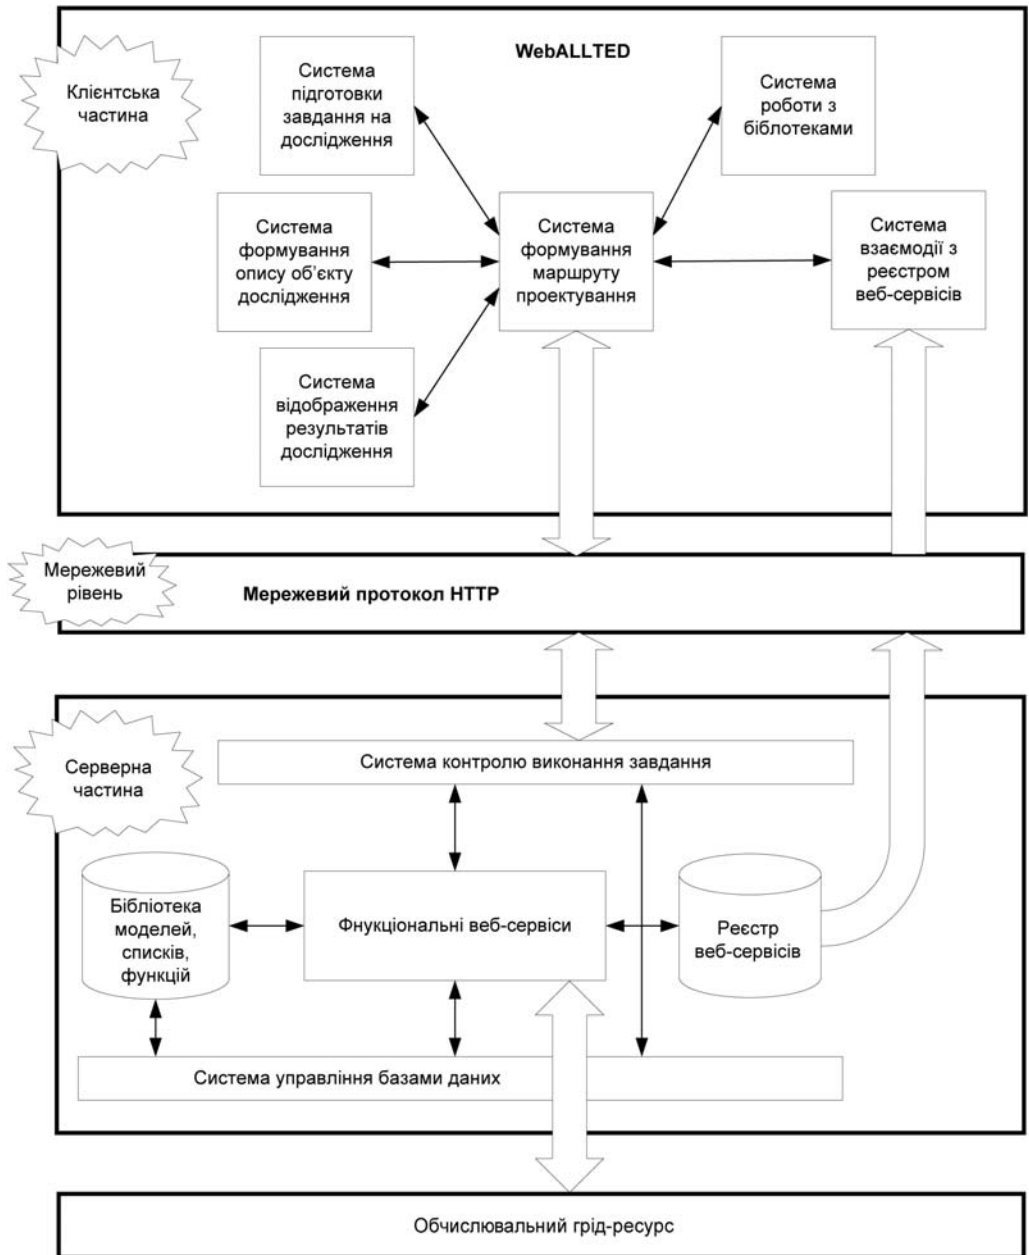 WebALLTED
Клієнтська
частина
Система
підготовки
завдання на
дослідження
Система
роботи з
біблотеками
Система
формування
опису об’єкту
дослідження
Система
формування
маршруту
проектування
Система
взаємодії з
реєстром
веб-сервісів
Система
відображення
результатів
дослідження
Мережевий
рівень
Мережевий протокол HTTP
Серверна
частина
Система контролю виконання завдання
Бібліотека
моделей,
списків,
функцій
Фнукціональні веб-сервіси
Реєстр
веб-сервісів
Система управління базами даних
Обчислювальний грід-ресурс